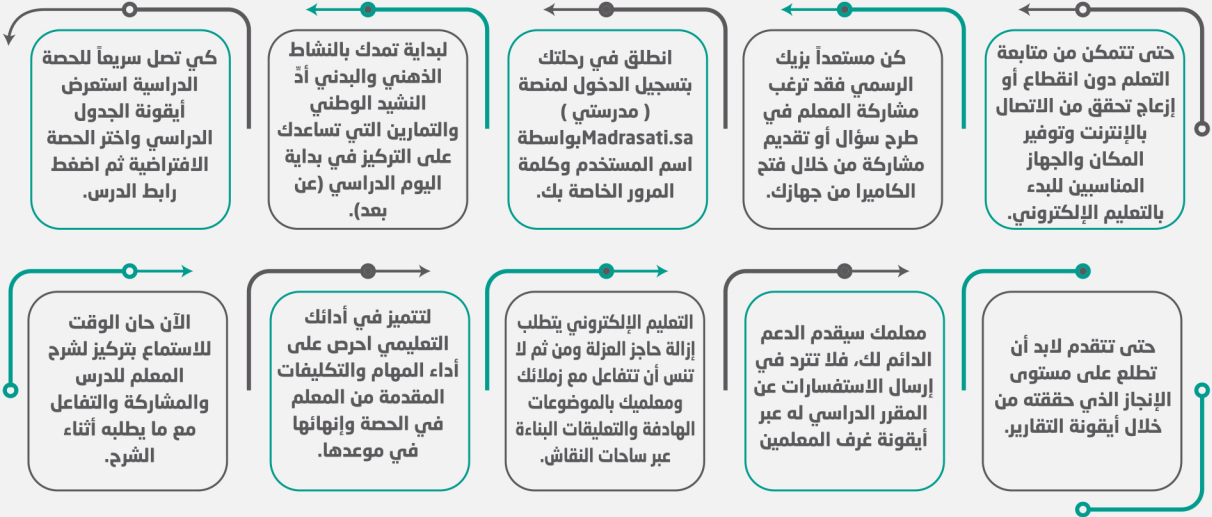 حتى تتمكن من متابعة
التعلم دون انقطاع أو
إزعاج تحقق من الاتصال
بالإنترنت وتوفير
المكان والجهاز
المناسبين للبدء
بالتعليم الإلكتروني.
كن مستعداً بزيك
الرسمي فقد ترغب
مشاركة المعلم في
طرح سؤال أو تقديم
مشاركة من خلال فتح
الكاميرا من جهازك.
انطلق في رحلتك
بتسجيل الدخول لمنصة
( مدرستي )
Madrasati.saبواسطة
اسم المستخدم وكلمة
المرور الخاصة بك.
لبداية تمدك بالنشاط
الذهني والبدني أدِّ
النشيد الوطني
والتمارين التي تساعدك
على التركيز في بداية
اليوم الدراسي (عن
بعد).
كي تصل سريعاً للحصة
الدراسية استعرض
أيقونة الجدول
الدراسي واختر الحصة
الافتراضية ثم اضغط
رابط الدرس.
الآن حان الوقت
للاستماع بتركيز لشرح
المعلم للدرس
والمشاركة والتفاعل
مع ما يطلبه أثناء
الشرح.
لتتميز في أدائك
التعليمي احرص على
أداء المهام والتكليفات
المقدمة من المعلم
في الحصة وإنهائها
في موعدها.
التعليم الإلكتروني يتطلب
إزالة حاجز العزلة ومن ثم لا
تنس أن تتفاعل مع زملائك
ومعلميك بالموضوعات
الهادفة والتعليقات البناءة
عبر ساحات النقاش.
معلمك سيقدم الدعم
الدائم لك، فلا تترد في
إرسال الاستفسارات عن
المقرر الدراسي له عبر
أيقونة غرف المعلمين
حتى تتقدم لابد أن
تطلع على مستوى
الإنجاز الذي حققته من
خلال أيقونة التقارير.